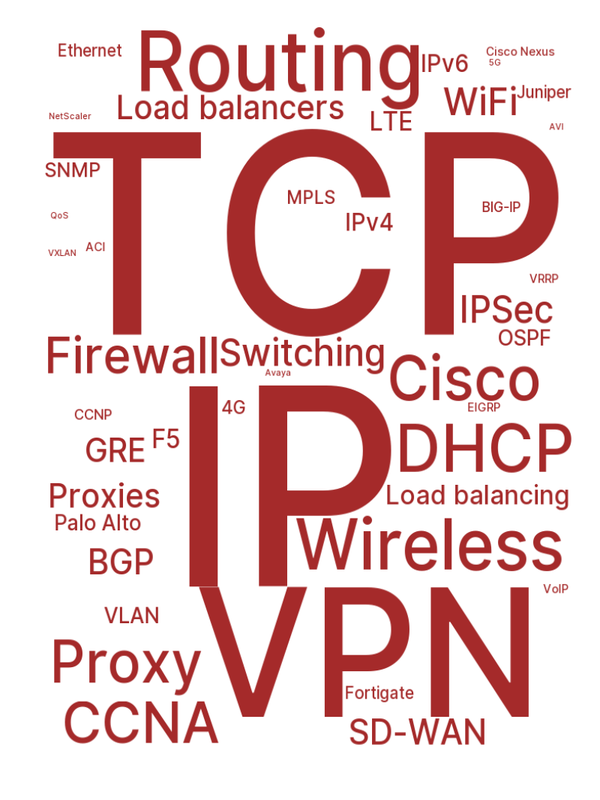 Routing
Ethernet
Cisco Nexus
IPv6
5G
Juniper
WiFi
Load balancers
NetScaler
LTE
AVI
TCP
SNMP
MPLS
BIG-IP
QoS
IPv4
ACI
VXLAN
VRRP
IPSec
OSPF
Firewall
Switching
Avaya
Cisco
IP
4G
EIGRP
CCNP
F5
GRE
DHCP
Proxies
Load balancing
Palo Alto
Wireless
BGP
VoIP
VPN
VLAN
Proxy
Fortigate
CCNA
SD-WAN